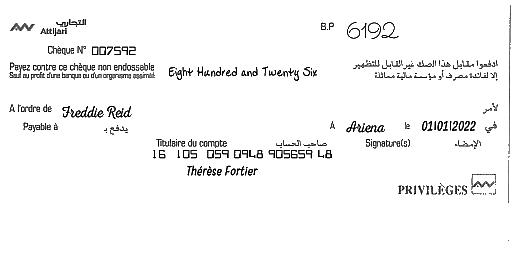 التجاري
Attijari
B.P 6192
Chèque N° 007592
Payez contre ce chèque non endossable
Sauf au profit d'une banque ou d'un organisme assimilé
Eight Hundred and Twenty Six
ادفعوا مقابل هذا الصك غير القابل للتظهير
إلا لفائدة مصرف أو مؤسسة مالية مماثلة
A l'ordre de Freddie Reid
لأمر
Payable à
يدفع بـ
A Ariena le 01/01/2022 في
Titulaire du compte صاحب الحساب
Signature(s) الإمضاء
16 105 059 0948 905659 48
Thérèse Fortier
PRIVILÈGES